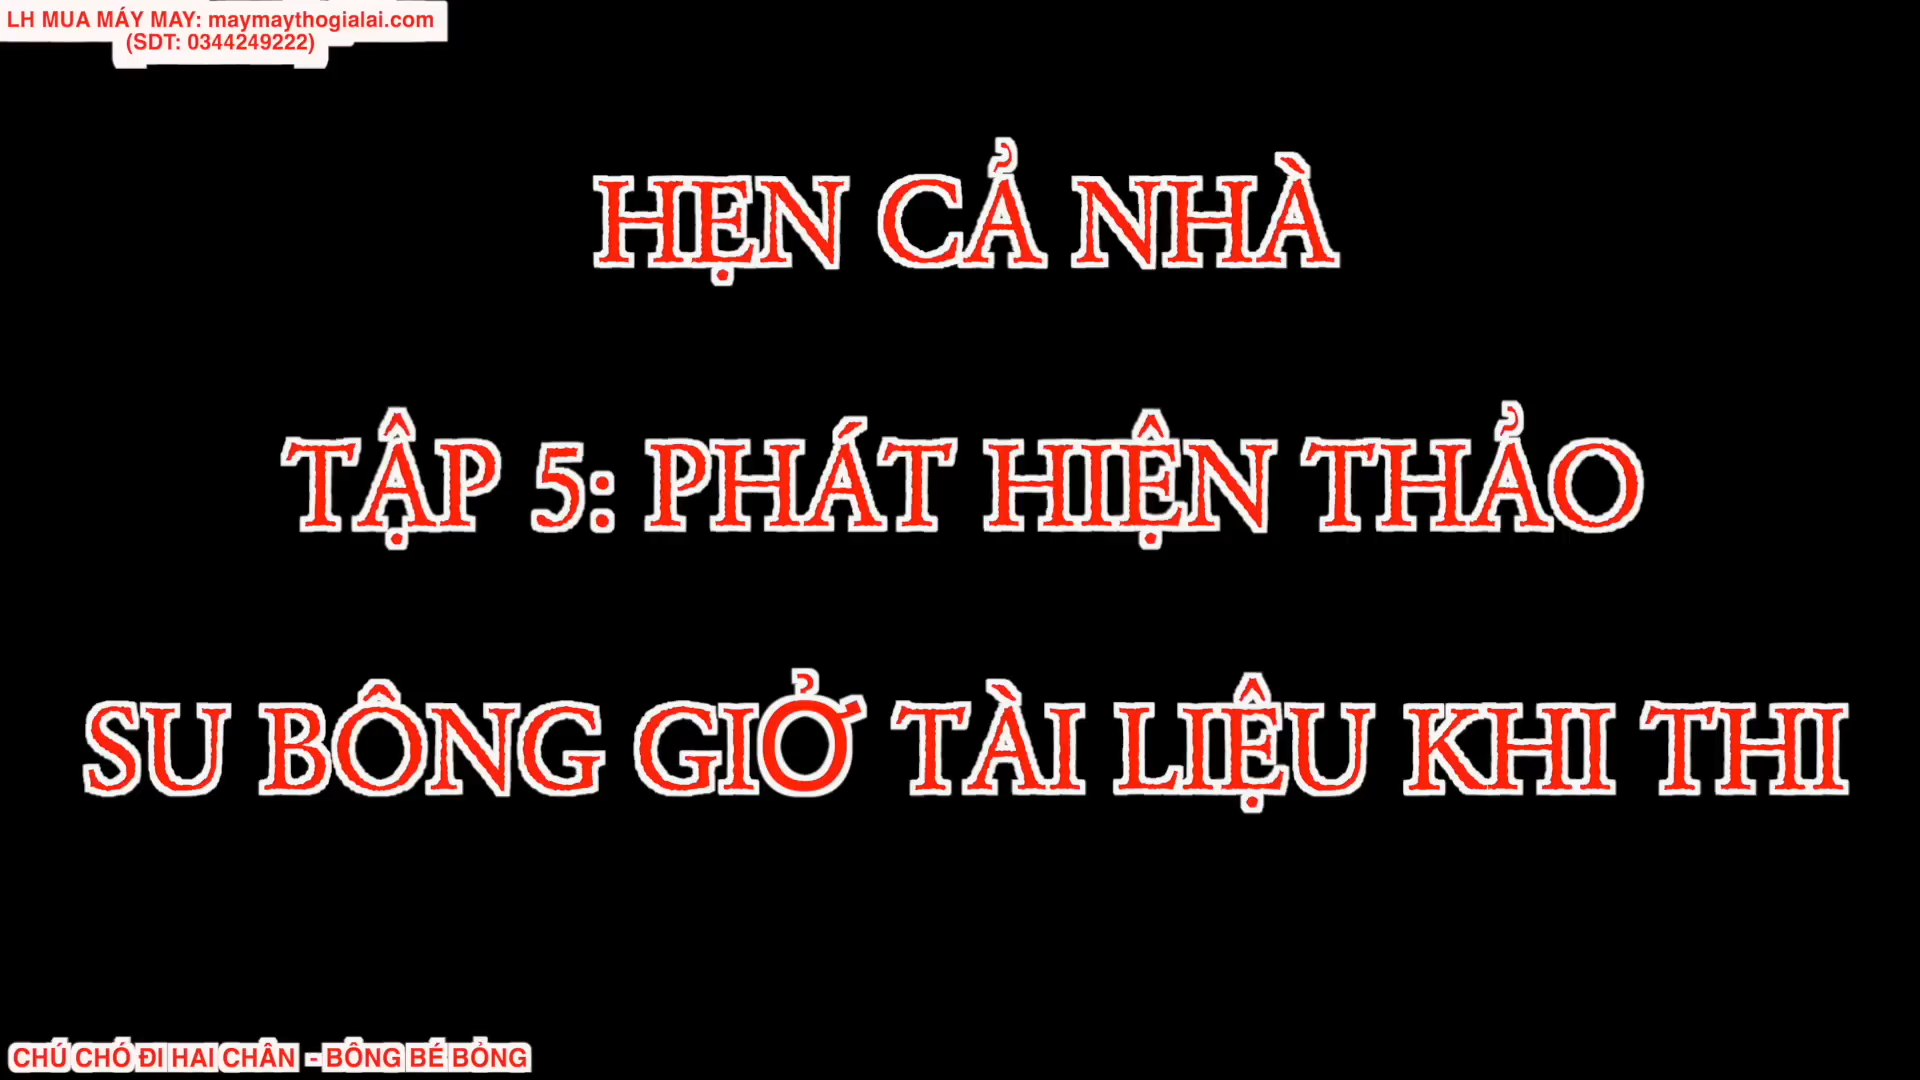 LH MUA MÁY MAY: maymaythogialai.com
(SDT: 0344249222)
HẸN CẢ NHÀ
TẬP 5: PHÁT HIỆN THẢO
SU BÔNG GIỞ TÀI LIỆU KHI THI
CHÚ CHÓ ĐI HAI CHÂN - BÔNG BÉ BỎNG